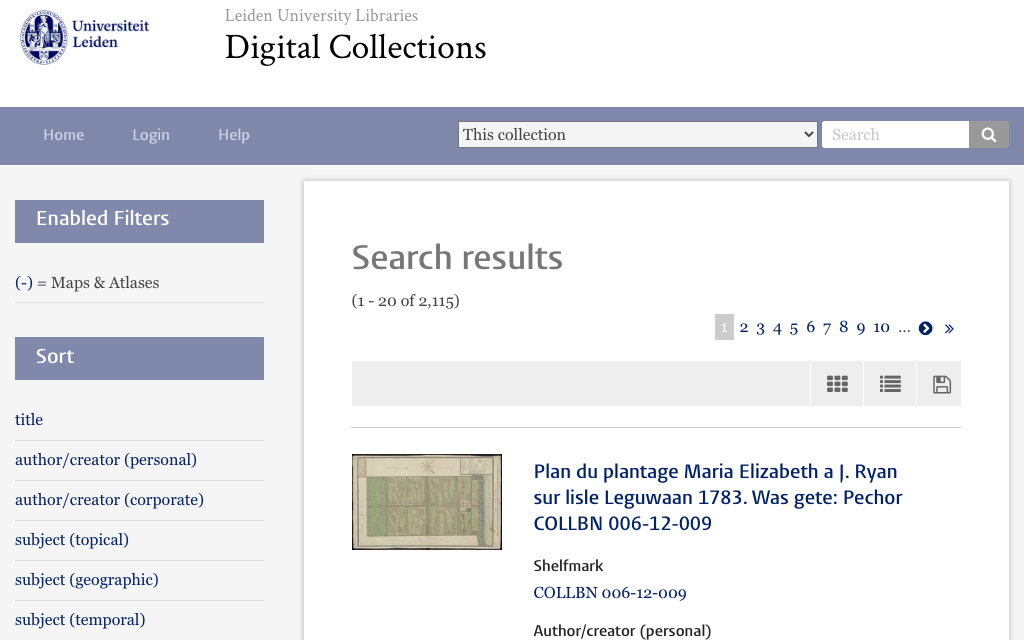 Universiteit
Leiden
Leiden University Libraries
Digital Collections
Home Login Help
This collection
Search
Enabled Filters
(-) = Maps & Atlases
Sort
title
author/creator (personal)
author/creator (corporate)
subject (topical)
subject (geographic)
subject (temporal)
Search results
(1 - 20 of 2,115)
1 2 3 4 5 6 7 8 9 10 ... »
Plan du plantage Maria Elizabeth a J. Ryan
sur lisle Leguwaan 1783. Was gete: Pechor
COLLBN 006-12-009
Shelfmark
COLLBN 006-12-009
Author/creator (personal)